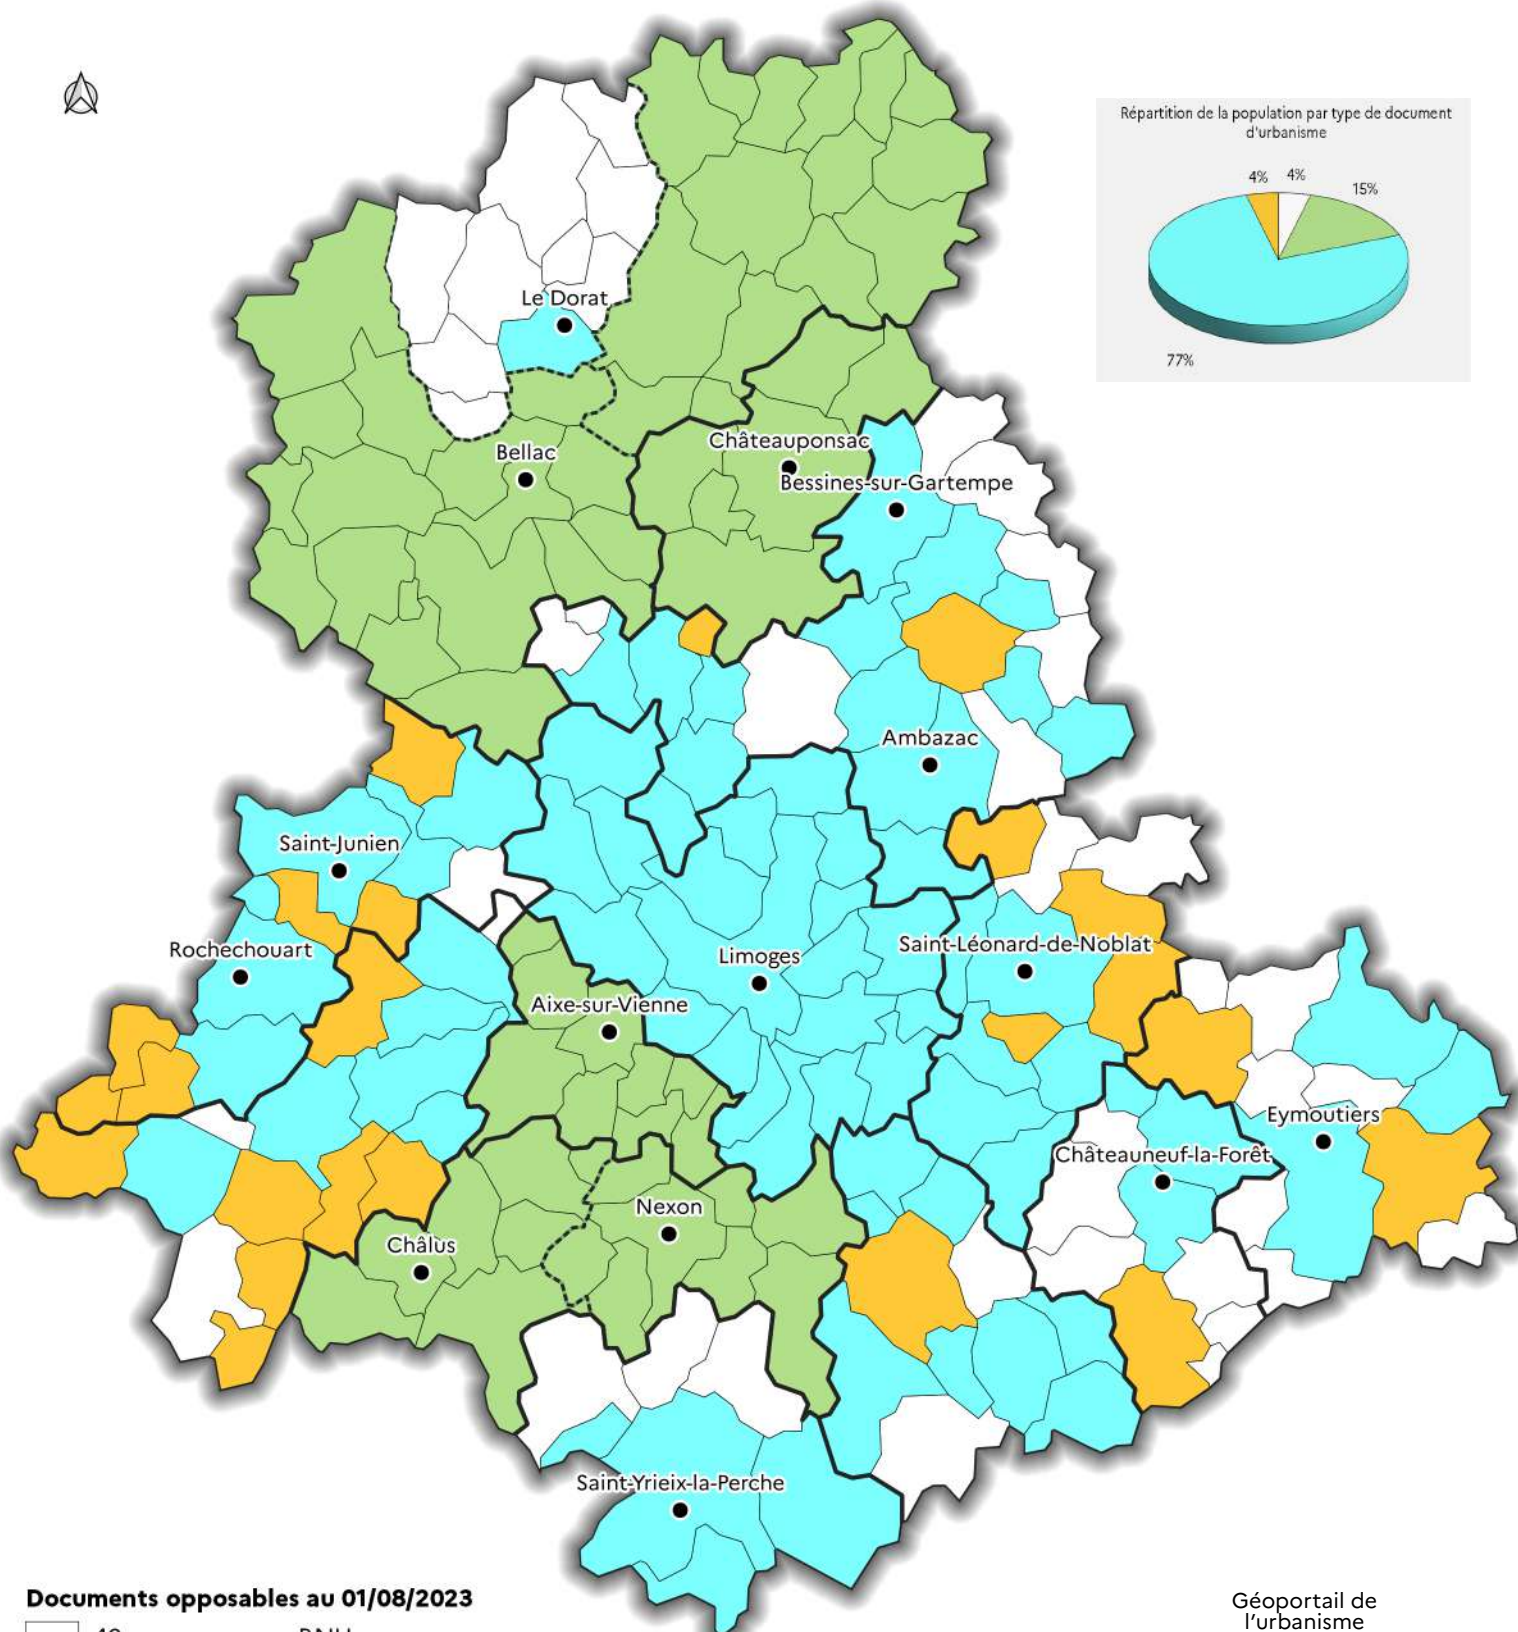 Répartition de la population par type de document
d'urbanisme
4%
4%
15%
77%
Le Dorat
Bellac
Châteauponsac
Bessines-sur-Gartempe
Ambazac
Saint-Junien
Rochechouart
Limoges
Saint-Léonard-de-Noblat
Aixe-sur-Vienne
Eymoutiers
Châteauneuf-la-Forêt
Nexon
Châlus
Saint-Yrieix-la-Perche
Documents opposables au 01/08/2023
Géoportail de
l'urbanisme